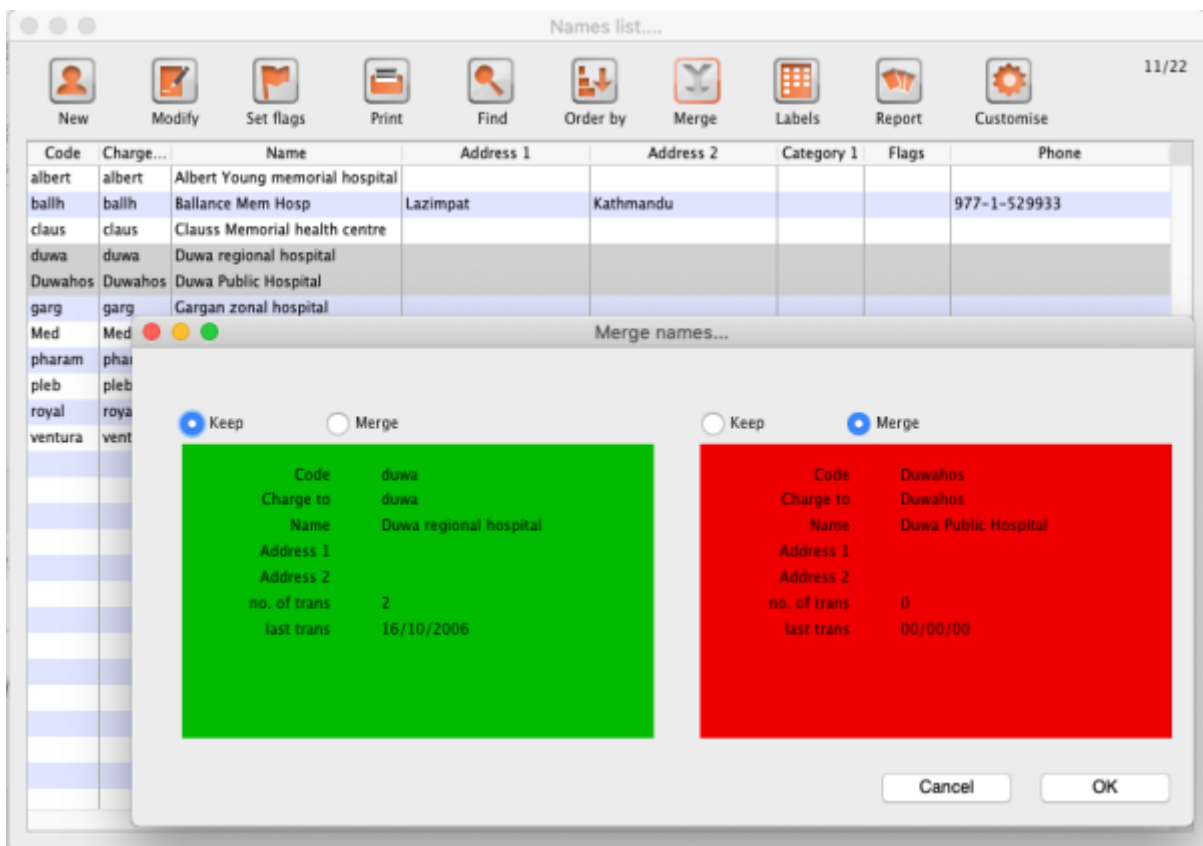 Names list....
11/22
New Modify Set flags Print Find Order by Merge Labels Report Customise
Code Charge... Name Address 1 Address 2 Category 1 Flags Phone
albert albert Albert Young memorial hospital
ballh ballh Ballance Mem Hosp Lazimpat Kathmandu 977-1-529933
claus claus Clauss Memorial health centre
duwa duwa Duwa regional hospital
Duwahos Duwahos Duwa Public Hospital
garg garg Gargan zonal hospital
Med Med
pharam phar
pleb pleb
royal roya
ventura vent
Merge names...
Keep Merge Keep Merge
Code duwa Code Duwahos
Charge to duwa Charge to Duwahos
Name Duwa regional hospital Name Duwa Public Hospital
Address 1 Address 1
Address 2 Address 2
no. of trans 2 no. of trans 0
last trans 16/10/2006 last trans 00/00/00
Cancel OK